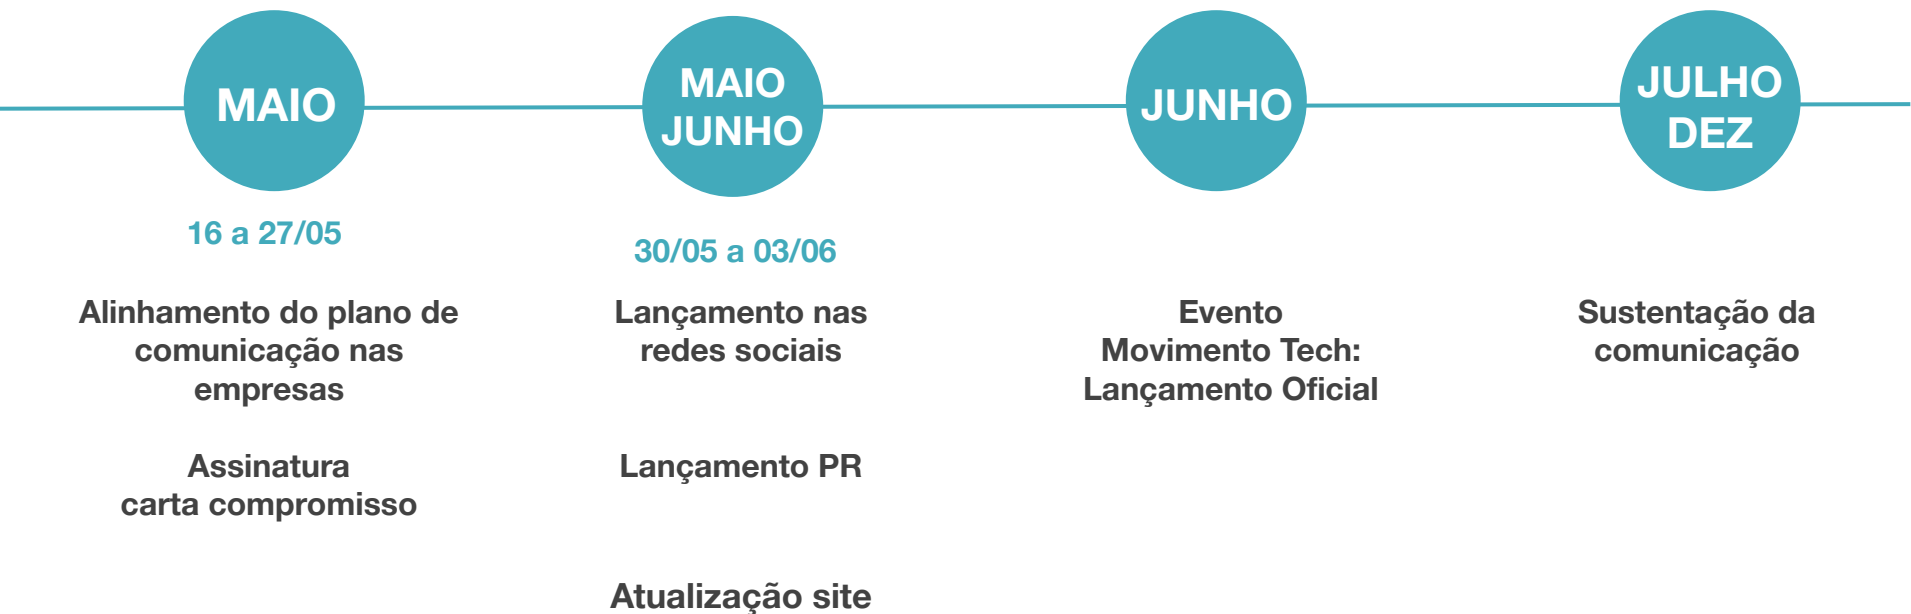 MAIO
16 a 27/05
Alinhamento do plano de
comunicação nas
empresas
Assinatura
carta compromisso
MAIO
JUNHO
30/05 a 03/06
Lançamento nas
redes sociais
Lançamento PR
Atualização site
JUNHO
Evento
Movimento Tech:
Lançamento Oficial
JULHO
DEZ
Sustentação da
comunicação